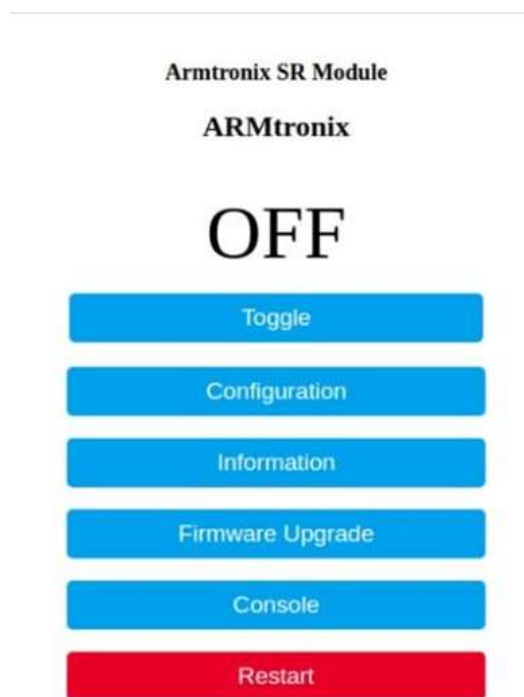 Armtronix SR Module
ARMtronix
OFF
Toggle
Configuration
Information
Firmware Upgrade
Console
Restart